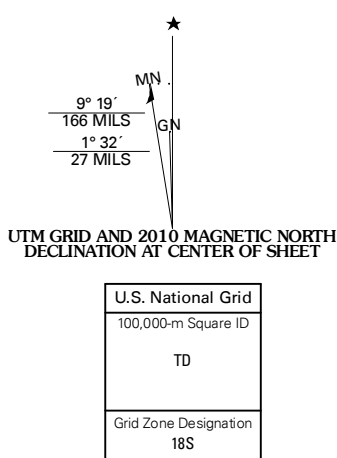 MN
9° 19´
166 MILS
GN
1° 32´
27 MILS
UTM GRID AND 2010 MAGNETIC NORTH
DECLINATION AT CENTER OF SHEET
U.S. National Grid
100,000-m Square ID
TD
Grid Zone Designation
18S